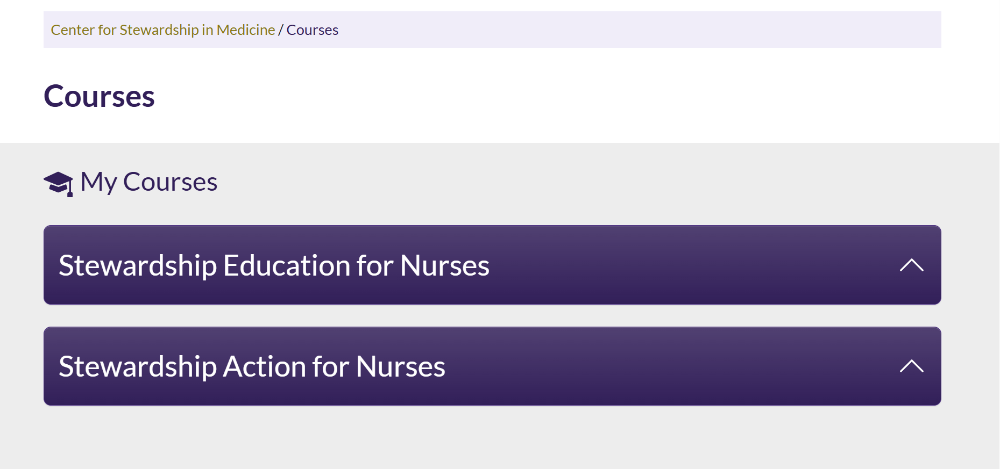 Center for Stewardship in Medicine / Courses
Courses
My Courses
Stewardship Education for Nurses
Stewardship Action for Nurses